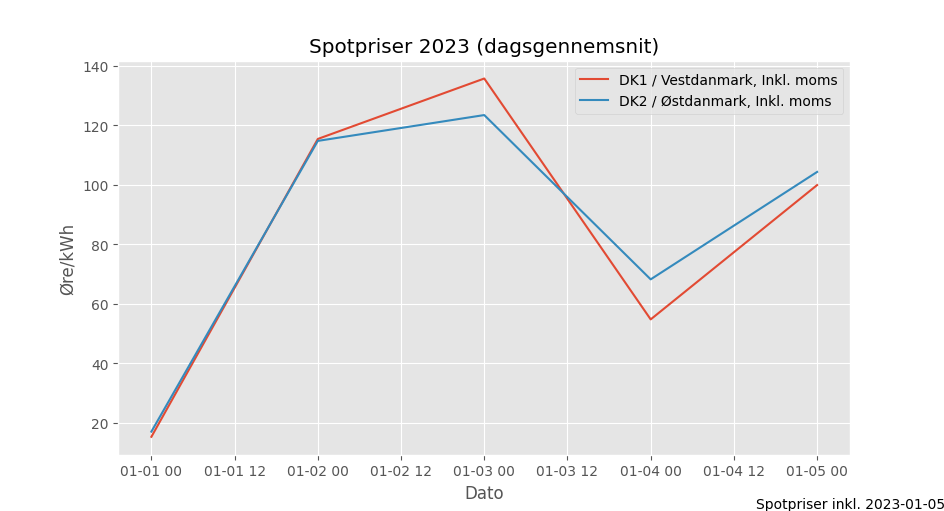 Spotpriser 2023 (dagsgennemsnit)
DK1 / Vestdanmark, Inkl. moms
DK2 / Østdanmark, Inkl. moms
Øre/kWh
140
120
100
80
60
40
20
01-01 00 01-01 12 01-02 00 01-02 12 01-03 00 01-03 12 01-04 00 01-04 12 01-05 00
Dato
Spotpriser inkl. 2023-01-05